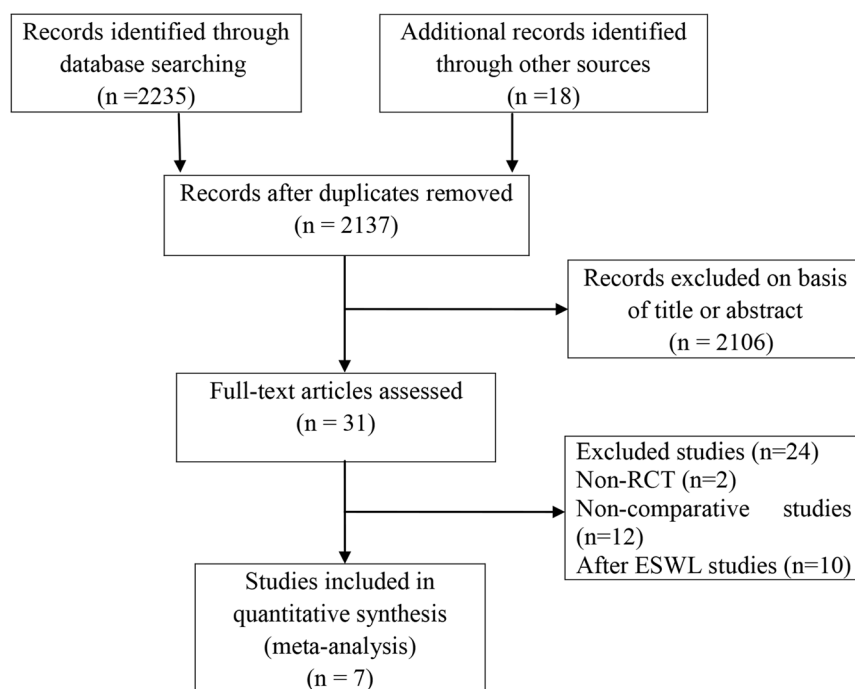 Records identified through
database searching
(n =2235)
Additional records identified
through other sources
(n =18)
Records after duplicates removed
(n = 2137)
Records excluded on basis
of title or abstract
(n = 2106)
Full-text articles assessed
(n = 31)
Excluded studies (n=24)
Non-RCT (n=2)
Non-comparative studies
(n=12)
After ESWL studies (n=10)
Studies included in
quantitative synthesis
(meta-analysis)
(n = 7)